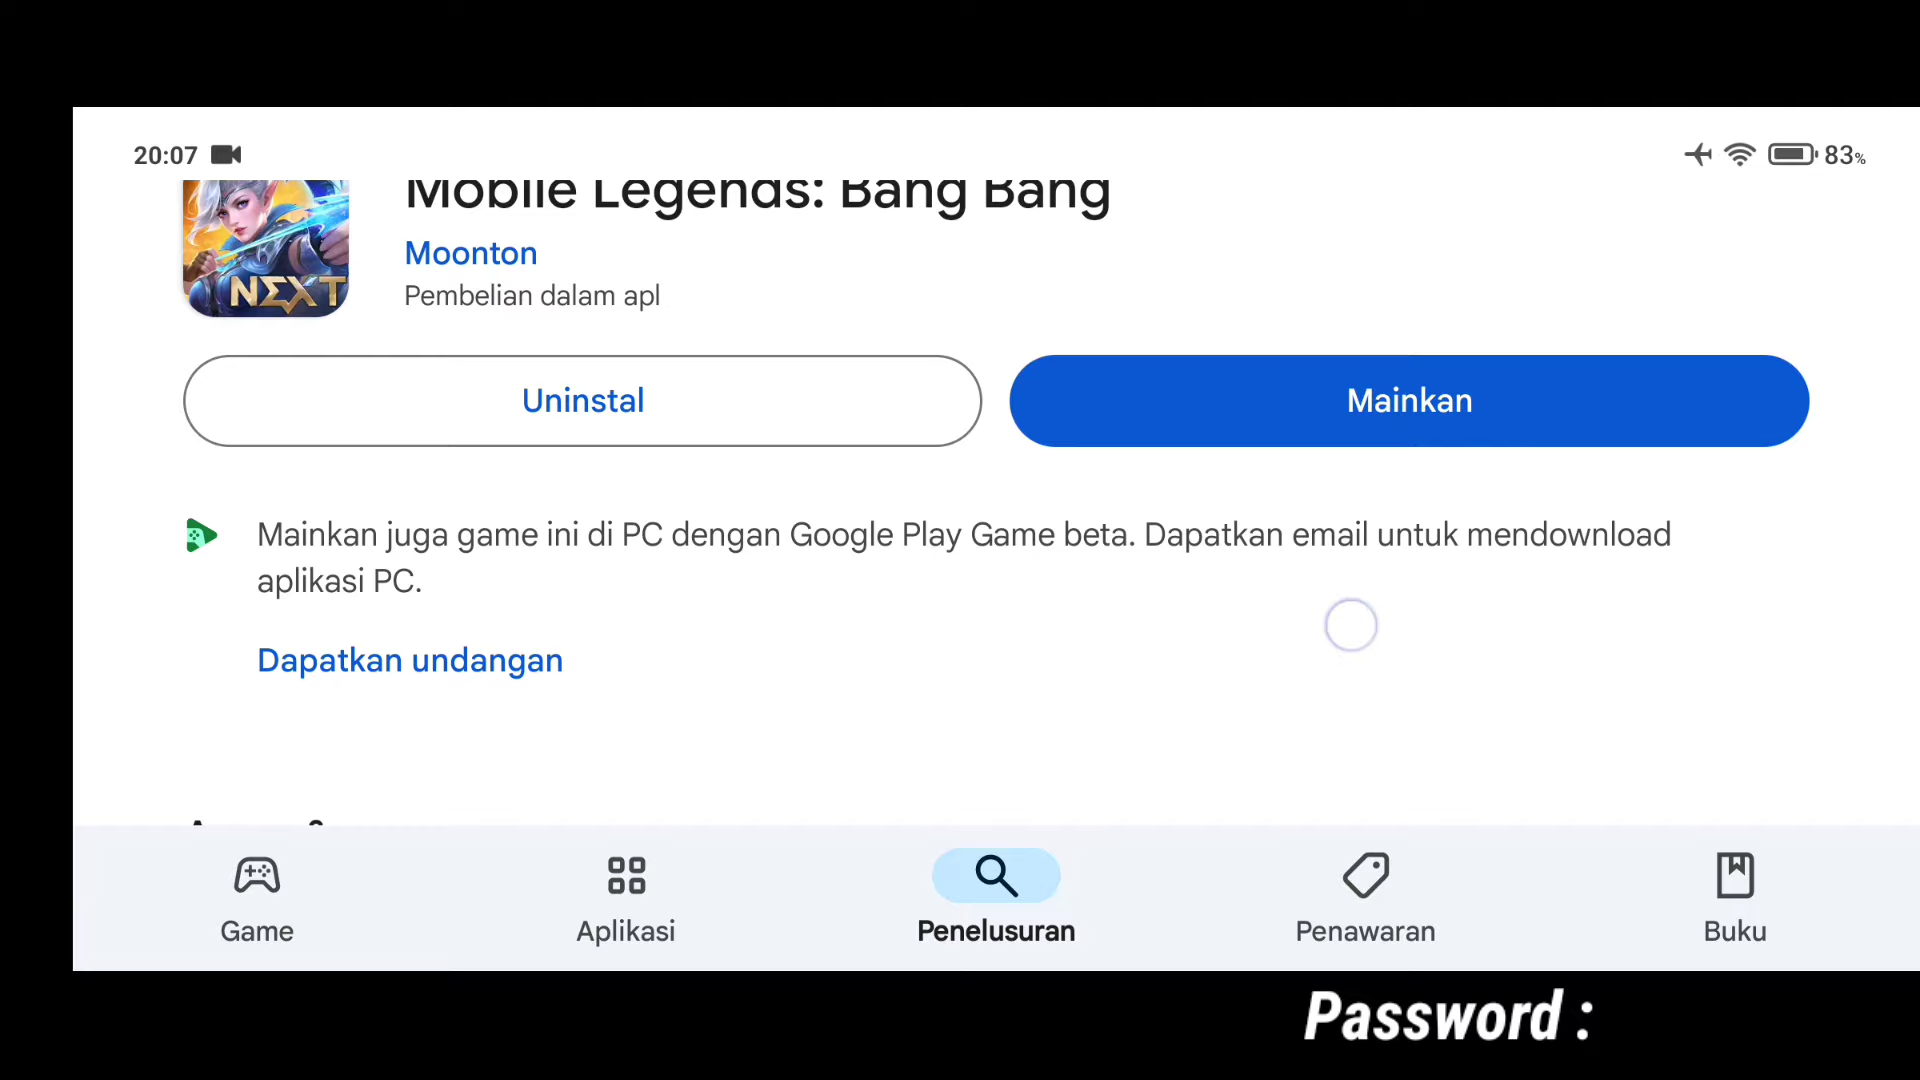 20:07
83%
Mobile Legends: Bang Bang
Moonton
Pembelian dalam apl
NEXT
Uninstal
Mainkan
Mainkan juga game ini di PC dengan Google Play Game beta. Dapatkan email untuk mendownload
aplikasi PC.
Dapatkan undangan
Game
Aplikasi
Penelusuran
Penawaran
Buku
Password :